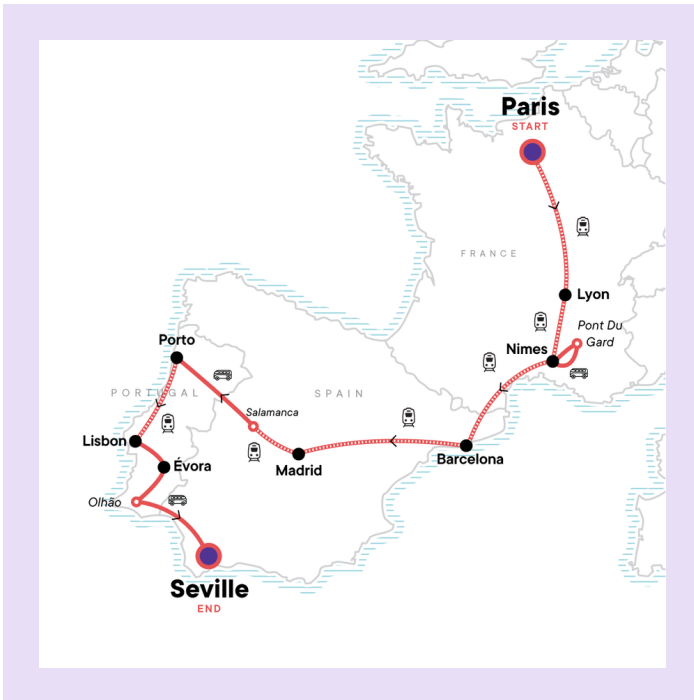 Paris
START
FRANCE
Lyon
Pont Du
Gard
Nimes
Porto
PORTUGAL
SPAIN
Salamanca
Lisbon
Madrid
Barcelona
Évora
Olhão
Seville
END